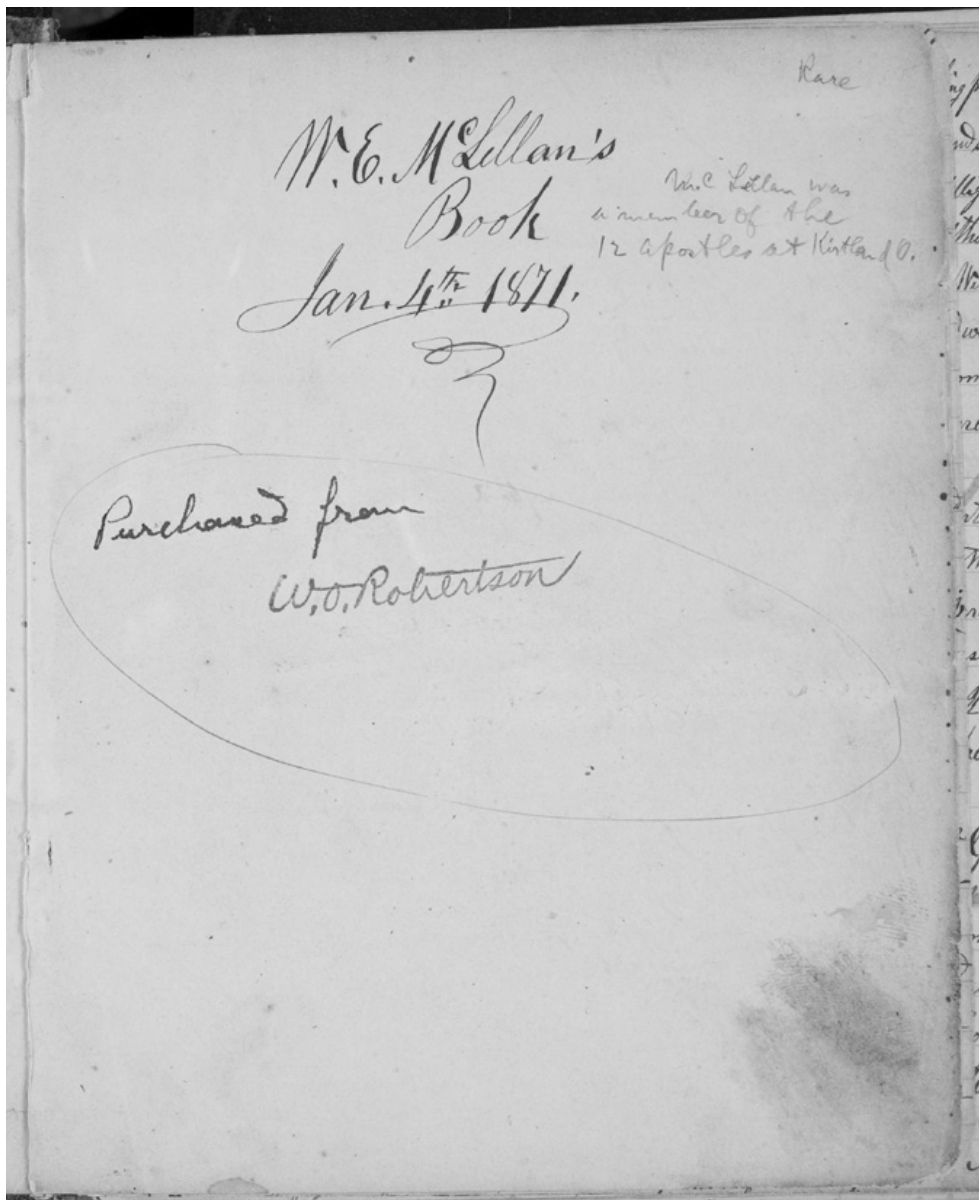 Rare
W. E. McLellan's
Book
Jan. 4th 1871.
McLellan was
a member of the
12 apostles at Kirtland O.
Purchased from
W. O. Robertson